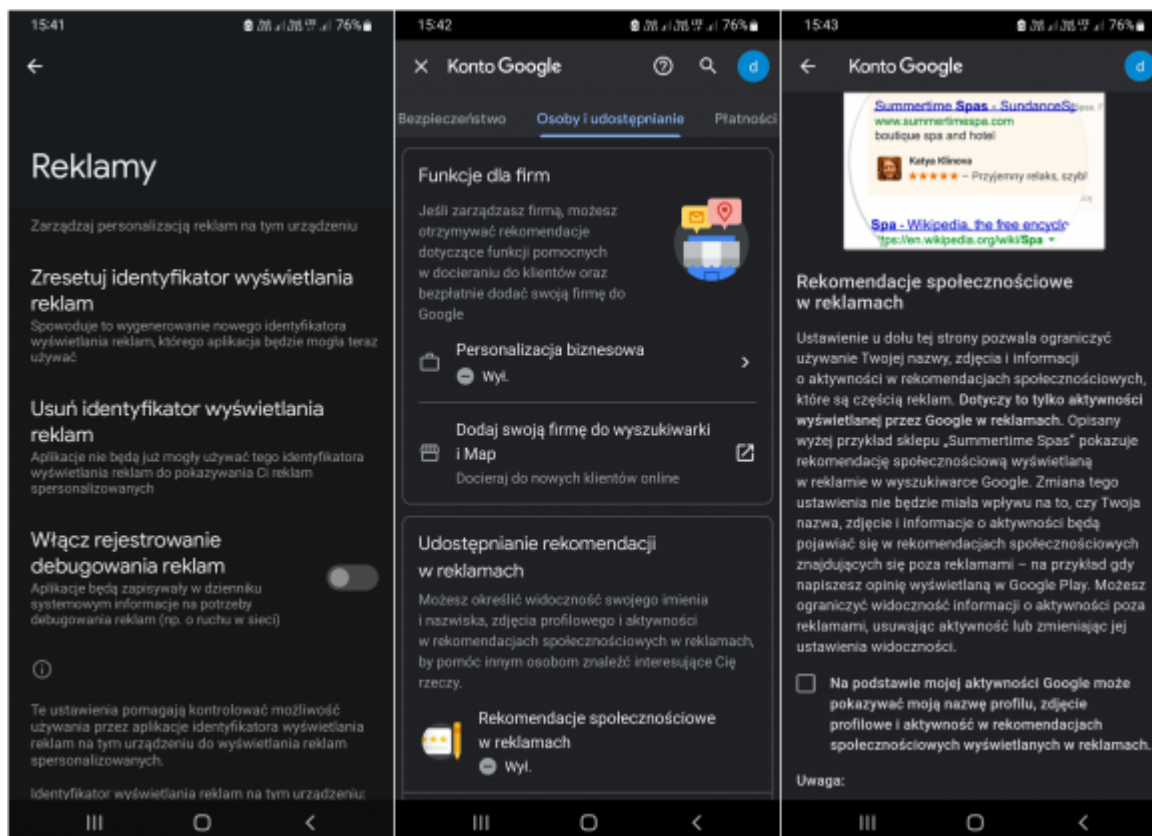 15:41
76%
Reklamy
Zarządzaj personalizacją reklam na tym urządzeniu
Zresetuj identyfikator wyświetlania
reklam
Spowoduje to wygenerowanie nowego identyfikatora
wyświetlania reklam, którego aplikacja będzie mogła teraz
używać
Usuń identyfikator wyświetlania
reklam
Aplikacje nie będą już mogły używać tego identyfikatora
wyświetlania reklam do pokazywania Ci reklam
spersonalizowanych
Włącz rejestrowanie
debugowania reklam
Aplikacje będą zapisywały w dzienniku
systemowym informacje na potrzeby
debugowania reklam (np. o ruchu w sieci)
Te ustawienia pomagają kontrolować możliwość
używania przez aplikacje identyfikatora wyświetlania
reklam na tym urządzeniu do wyświetlania reklam
spersonalizowanych.
Identyfikator wyświetlania reklam na tym urządzeniu:
15:42
76%
Konto Google
d
Bezpieczeństwo Osoby i udostępnianie Płatności
Funkcje dla firm
Jeśli zarządzasz firmą, możesz
otrzymywać rekomendacje
dotyczące funkcji pomocnych
w docieraniu do klientów oraz
bezpłatnie dodać swoją firmę do
Google
Personalizacja biznesowa
Wył.
Dodaj swoją firmę do wyszukiwarki
i Map
Docieraj do nowych klientów online
Udostępnianie rekomendacji
w reklamach
Możesz określić widoczność swojego imienia
i nazwiska, zdjęcia profilowego i aktywności
w rekomendacjach społecznościowych w reklamach,
by pomóc innym osobom znaleźć interesujące Cię
rzeczy.
Rekomendacje społecznościowe
w reklamach
Wył.
15:43
76%
Konto Google
d
Summertime Spas - SundanceSp
www.summertimespa.com
boutique spa and hotel
Katya Klinova
★★★★★ – Przyjemny relaks, szyb
Spa - Wikipedia, the free encyclo
ttps://en.wikipedia.org/wiki/Spa
Rekomendacje społecznościowe
w reklamach
Ustawienie u dołu tej strony pozwala ograniczyć
używanie Twojej nazwy, zdjęcia i informacji
o aktywności w rekomendacjach społecznościowych,
które są częścią reklam. Dotyczy to tylko aktywności
wyświetlanej przez Google w reklamach. Opisany
wyżej przykład sklepu „Summertime Spas” pokazuje
rekomendację społecznościową wyświetlaną
w reklamie w wyszukiwarce Google. Zmiana tego
ustawienia nie będzie miała wpływu na to, czy Twoja
nazwa, zdjęcie i informacje o aktywności będą
pojawiać się w rekomendacjach społecznościowych
znajdujących się poza reklamami – na przykład gdy
napiszesz opinię wyświetlaną w Google Play. Możesz
ograniczyć widoczność informacji o aktywności poza
reklamami, usuwając aktywność lub zmieniając jej
ustawienia widoczności.
Na podstawie mojej aktywności Google może
pokazywać moją nazwę profilu, zdjęcie
profilowe i aktywność w rekomendacjach
społecznościowych wyświetlanych w reklamach.
Uwaga: